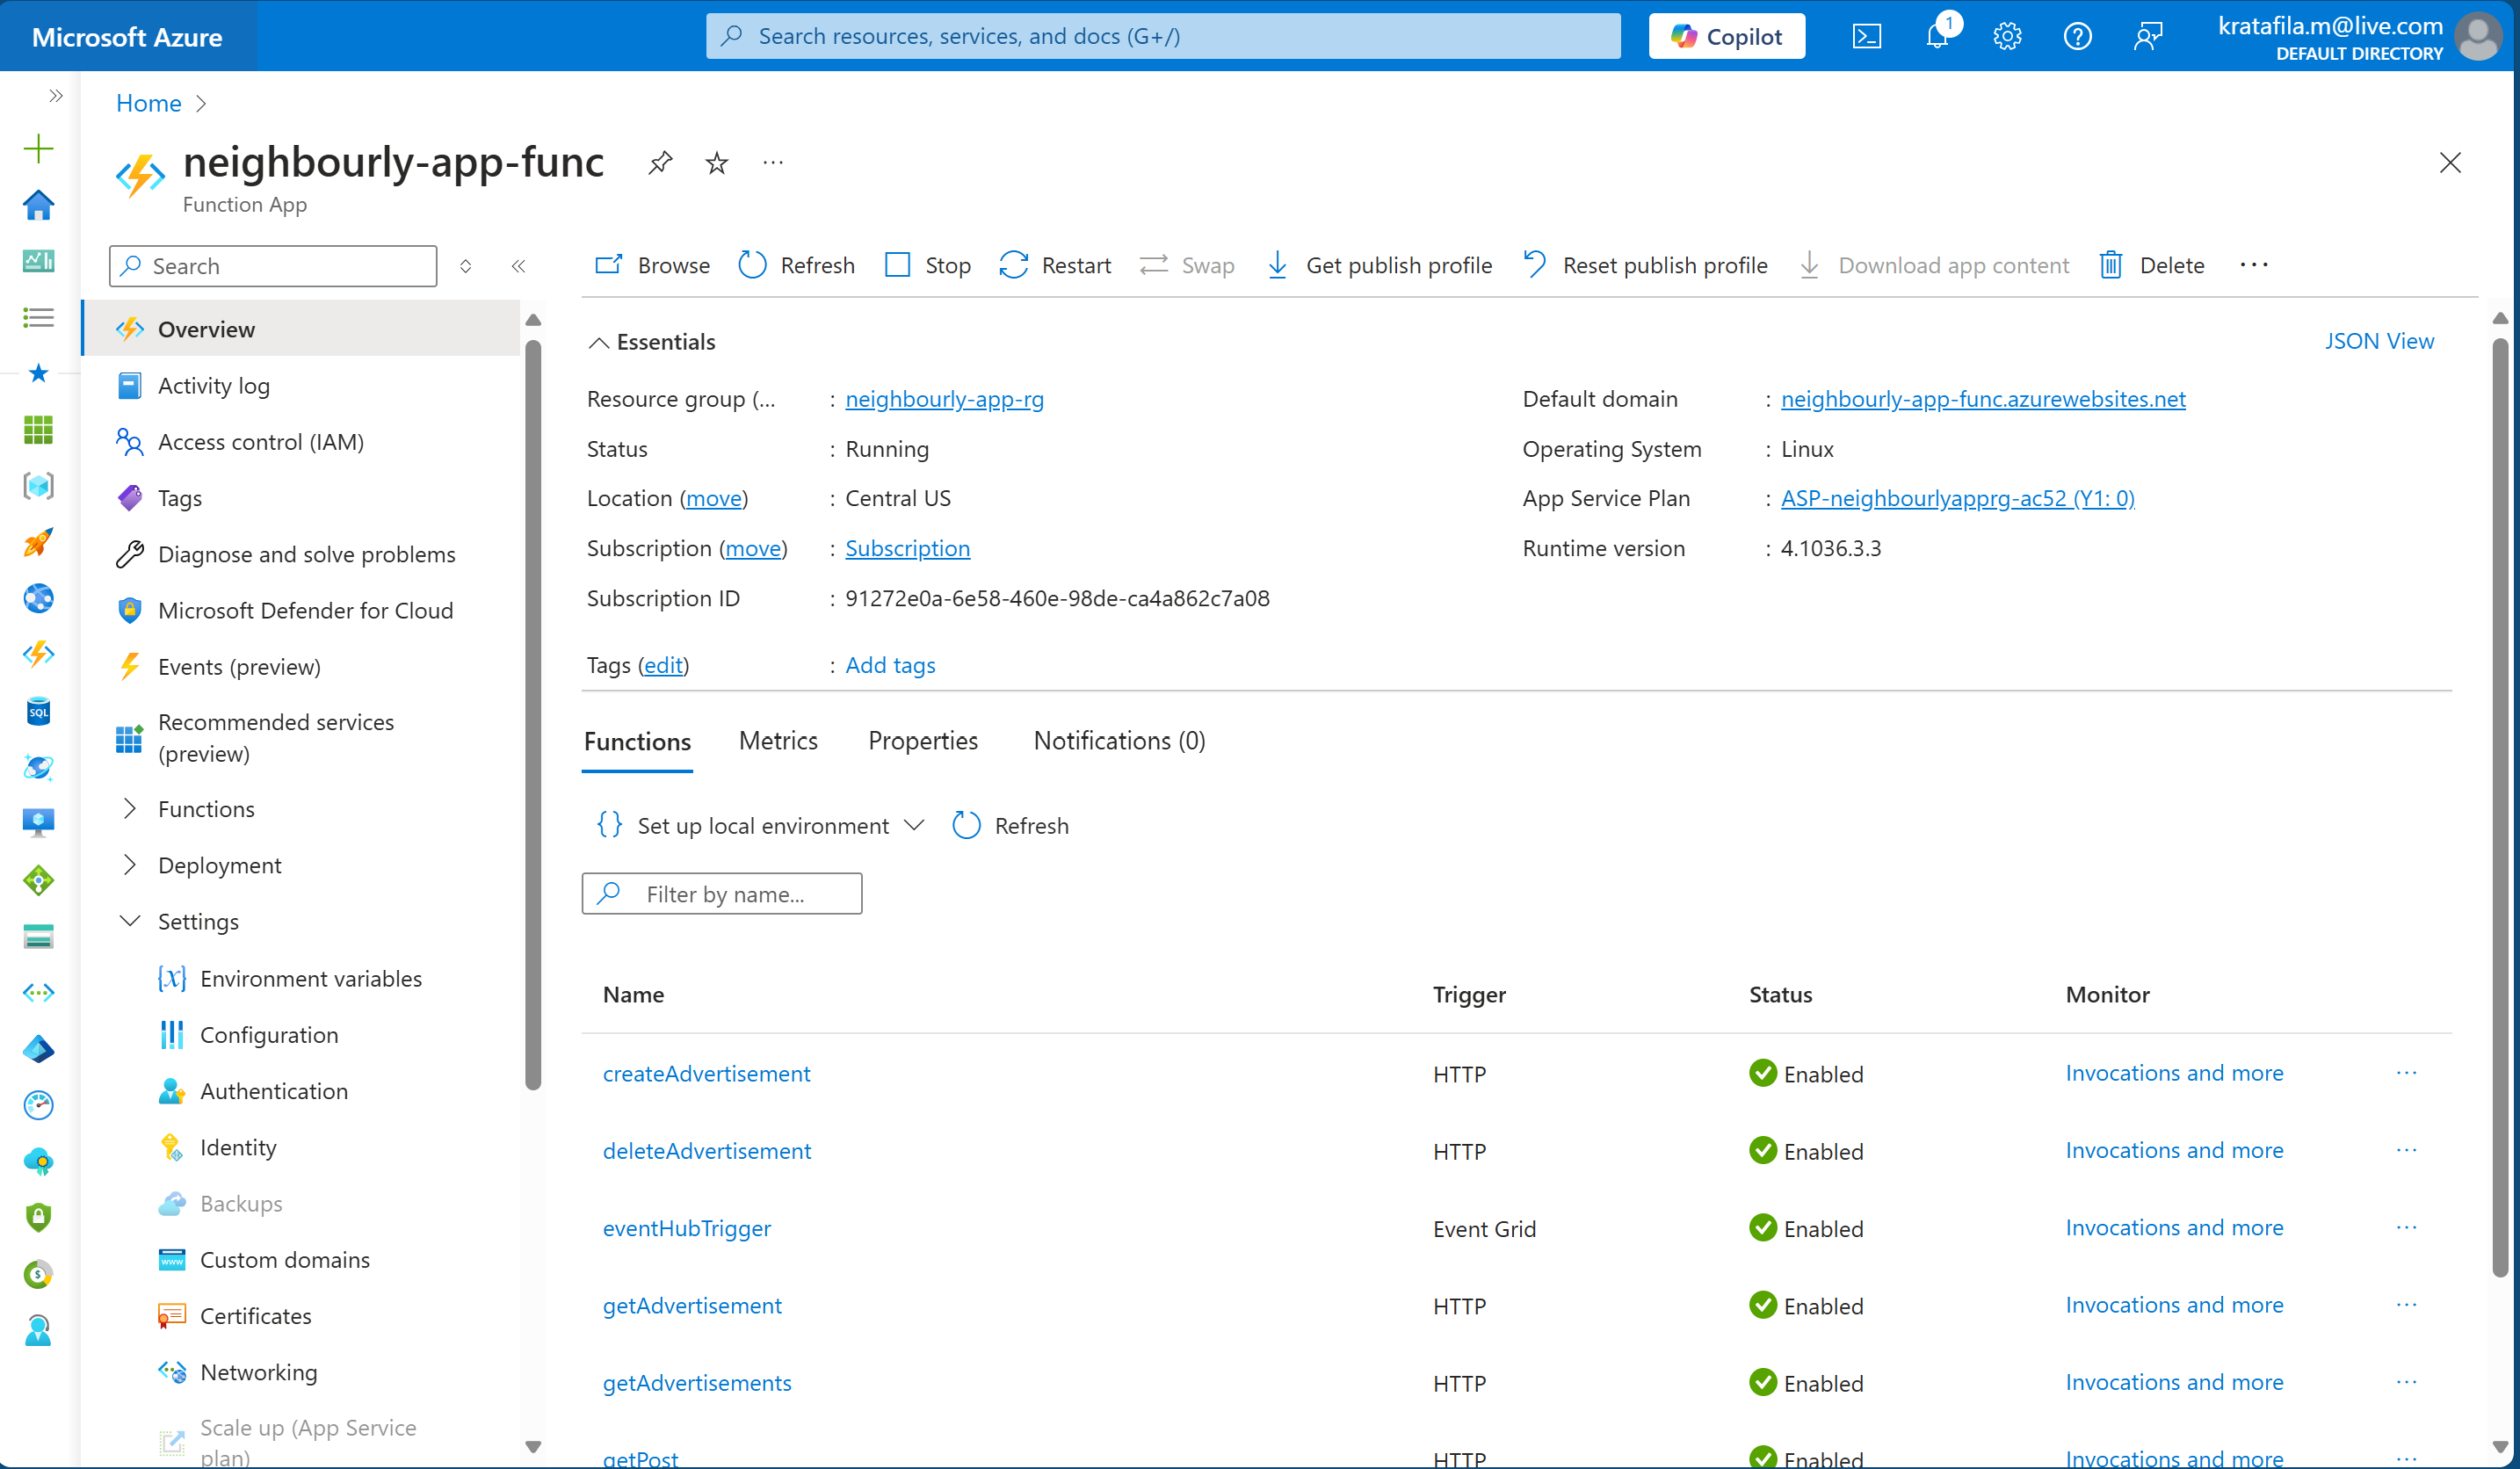 Microsoft Azure
Search resources, services, and docs (G+/)
Copilot
1
kratafila.m@live.com
DEFAULT DIRECTORY
Home
neighbourly-app-func
Function App
Search
Browse
Refresh
Stop
Restart
Swap
Get publish profile
Reset publish profile
Download app content
Delete
Overview
Activity log
Access control (IAM)
Tags
Diagnose and solve problems
Microsoft Defender for Cloud
Events (preview)
Recommended services
(preview)
Functions
Deployment
Settings
Environment variables
Configuration
Authentication
Identity
Backups
Custom domains
Certificates
Networking
Scale up (App Service
plan)
Essentials
JSON View
Resource group (... : neighbourly-app-rg
Status : Running
Location (move) : Central US
Subscription (move) : Subscription
Subscription ID : 91272e0a-6e58-460e-98de-ca4a862c7a08
Default domain : neighbourly-app-func.azurewebsites.net
Operating System : Linux
App Service Plan : ASP-neighbourlyapprg-ac52 (Y1: 0)
Runtime version : 4.1036.3.3
Tags (edit) : Add tags
Functions
Metrics
Properties
Notifications (0)
Set up local environment
Refresh
Filter by name...
Name Trigger Status Monitor
createAdvertisement HTTP Enabled Invocations and more
deleteAdvertisement HTTP Enabled Invocations and more
eventHubTrigger Event Grid Enabled Invocations and more
getAdvertisement HTTP Enabled Invocations and more
getAdvertisements HTTP Enabled Invocations and more
getPost HTTP Enabled Invocations and more
SQL
www